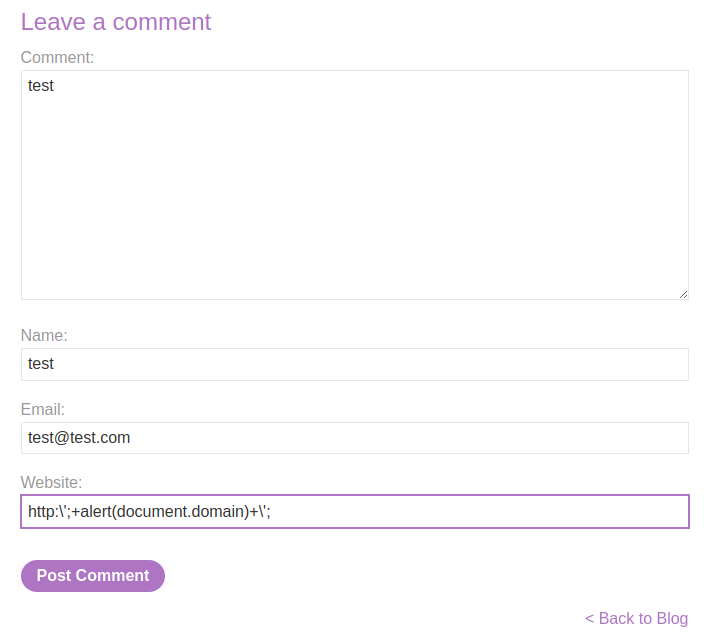 Leave a comment
Comment:
test
Name:
test
Email:
test@test.com
Website:
http:\';+alert(document.domain)+\';
Post Comment
< Back to Blog